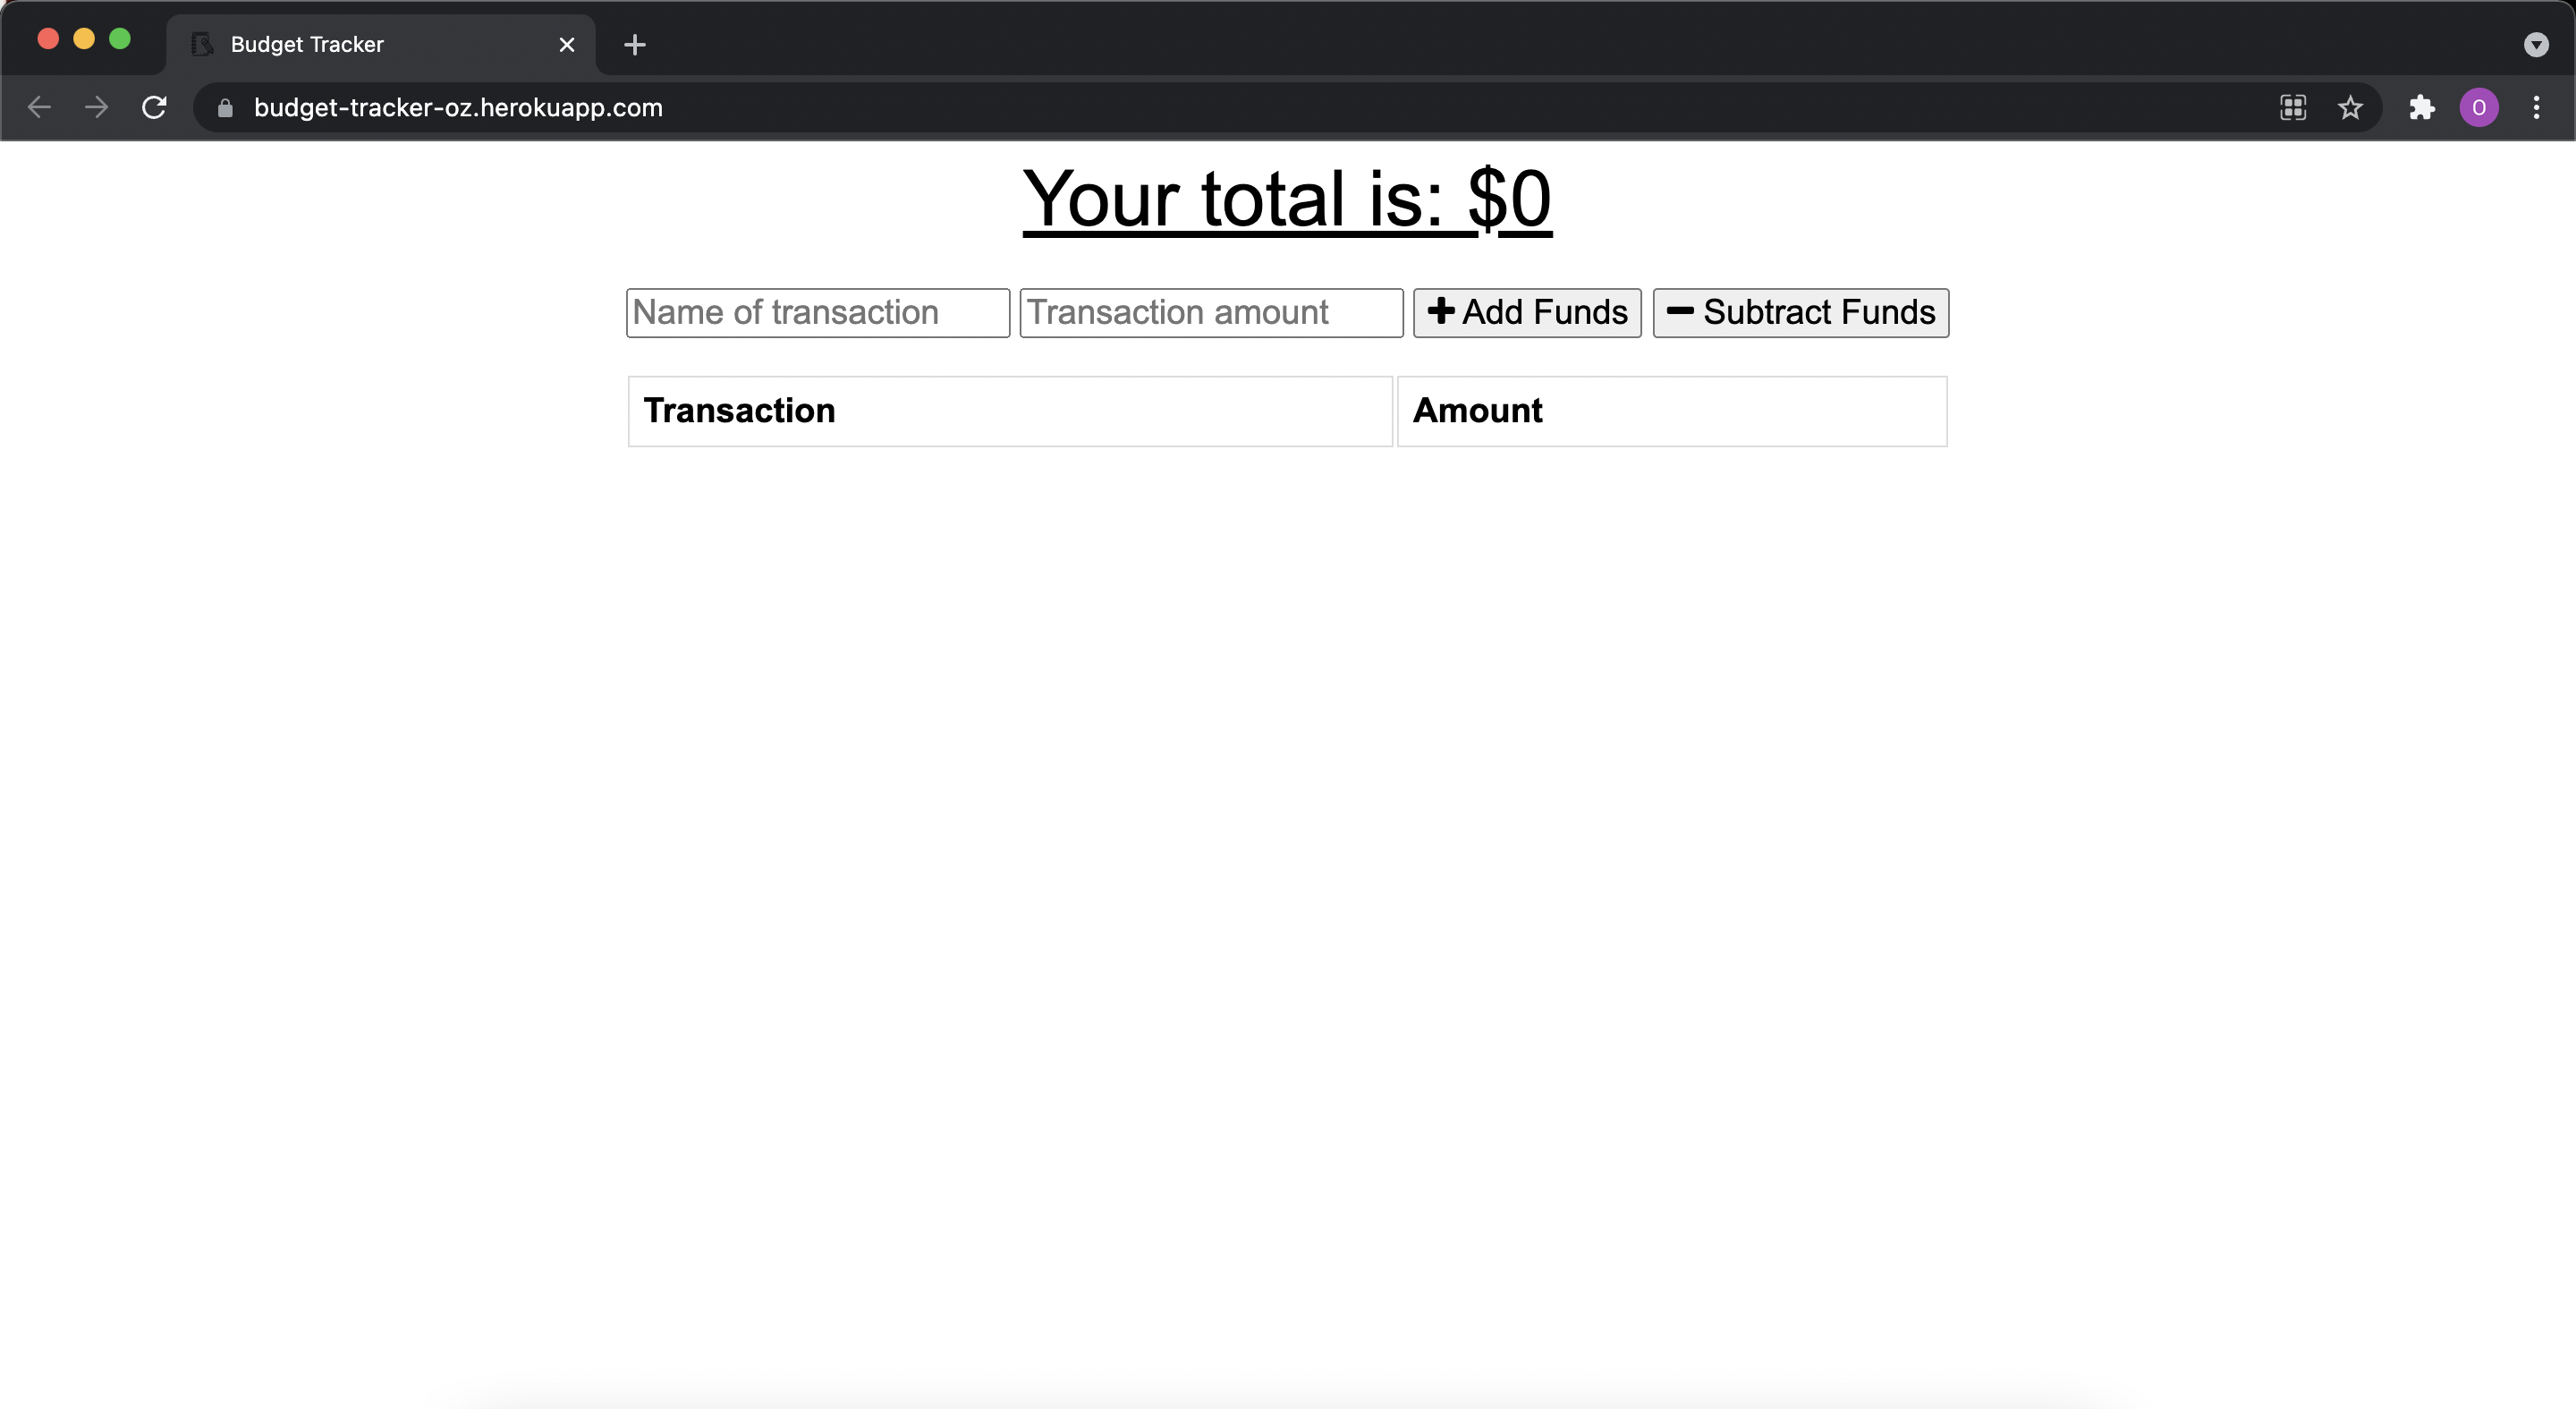 Budget Tracker
budget-tracker-oz.herokuapp.com
O
Your total is: $0
Name of transaction Transaction amount Add Funds Subtract Funds
Transaction Amount